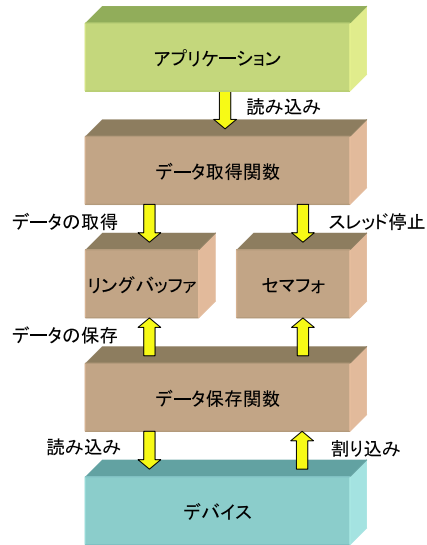 アプリケーション
読み込み
データ取得関数
データの取得
スレッド停止
リングバッファ
セマフォ
データの保存
データ保存関数
読み込み
割り込み
デバイス